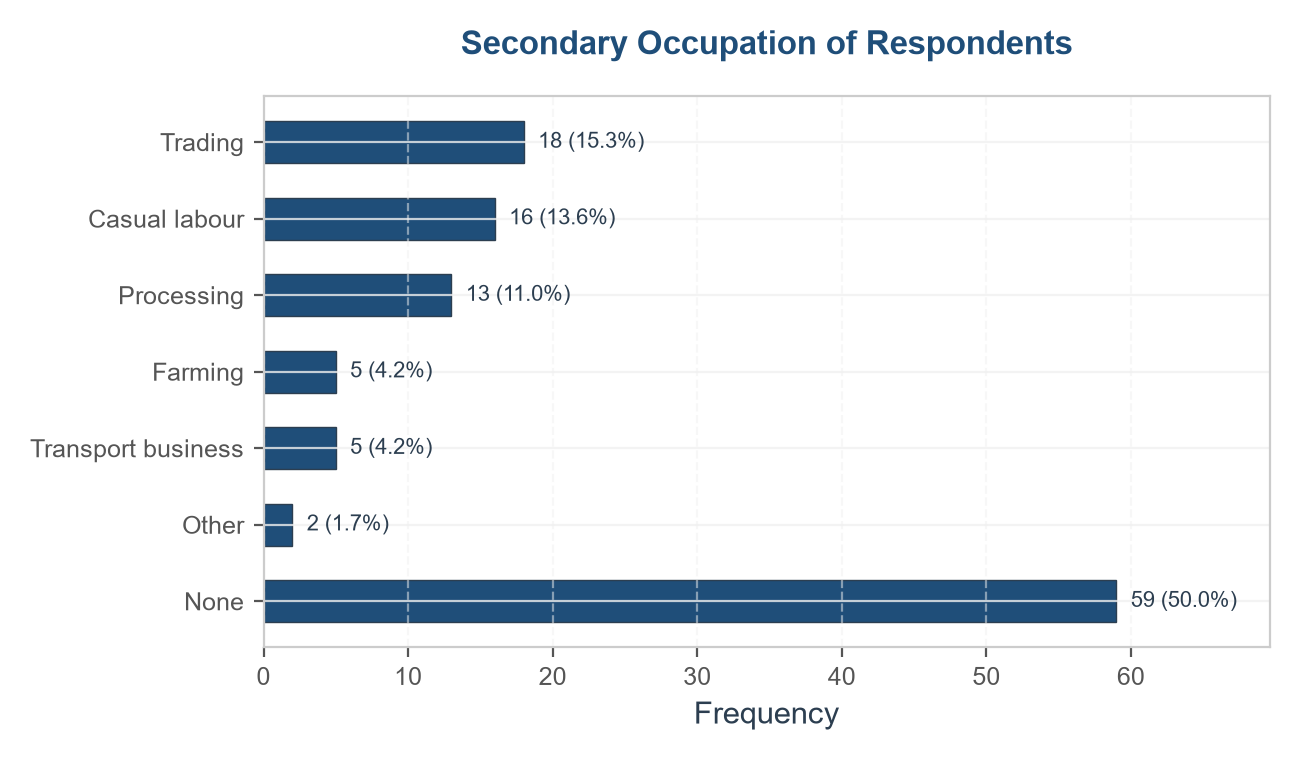 Secondary Occupation of Respondents
Trading 18 (15.3%)
Casual labour 16 (13.6%)
Processing 13 (11.0%)
Farming 5 (4.2%)
Transport business 5 (4.2%)
Other 2 (1.7%)
None 59 (50.0%)
0 10 20 30 40 50 60
Frequency